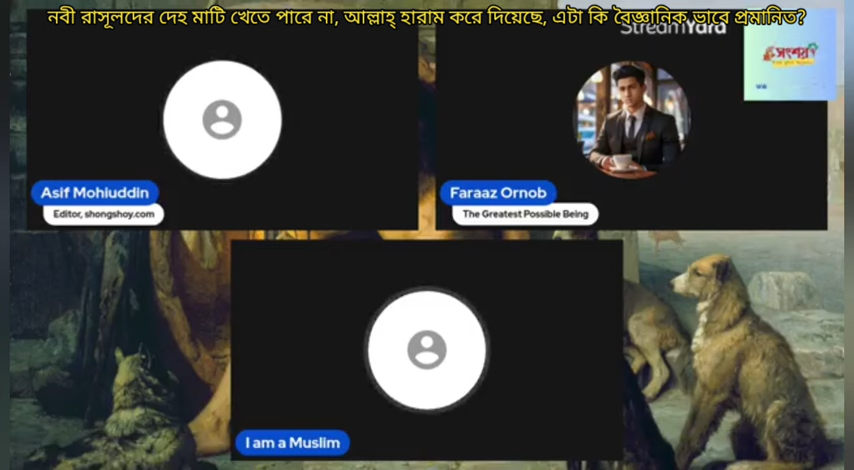 নবী রাসূলদের দেহ মাটি খেতে পারে না, আল্লাহ্ হারাম করে দিয়েছে, এটা কি বৈজ্ঞানিক ভাবে প্রমানিত?
StreamYard
সংশয়
Asif Mohiuddin
Editor, shongshoy.com
Faraaz Ornob
The Greatest Possible Being
I am a Muslim